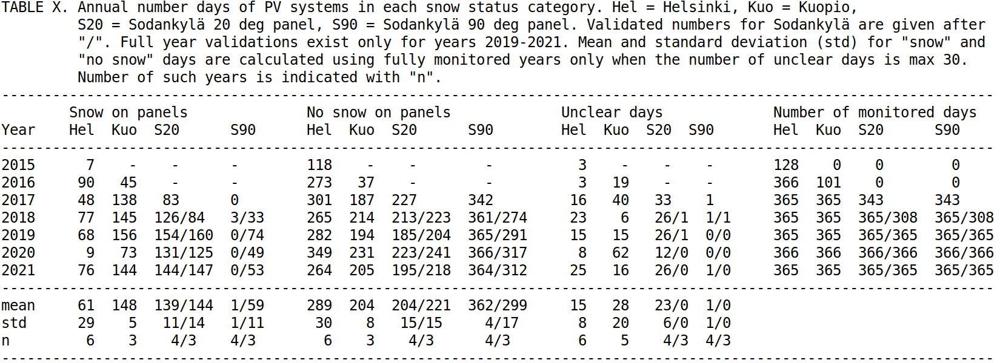 TABLE X. Annual number days of PV systems in each snow status category. Hel = Helsinki, Kuo = Kuopio,
S20 = Sodankylä 20 deg panel, S90 = Sodankylä 90 deg panel. Validated numbers for Sodankylä are given after
"/". Full year validations exist only for years 2019-2021. Mean and standard deviation (std) for "snow" and
"no snow" days are calculated using fully monitored years only when the number of unclear days is max 30.
Number of such years is indicated with "n".
---------------------------------------------------------------------------------------------------------------------
Snow on panels No snow on panels Unclear days Number of monitored days
Year Hel Kuo S20 S90 Hel Kuo S20 S90 Hel Kuo S20 S90 Hel Kuo S20 S90
---------------------------------------------------------------------------------------------------------------------
2015 7 - - - 118 - - - 3 - - - 128 0 0 0
2016 90 45 - - 273 37 - - 3 19 - - 366 101 0 0
2017 48 138 83 0 301 187 227 342 16 40 33 1 365 365 343 343
2018 77 145 126/84 3/33 265 214 213/223 361/274 23 6 26/1 1/1 365 365 365/308 365/308
2019 68 156 154/160 0/74 282 194 185/204 365/291 15 15 26/1 0/0 365 365 365/365 365/365
2020 9 73 131/125 0/49 349 231 223/241 366/317 8 62 12/0 0/0 366 366 366/366 366/366
2021 76 144 144/147 0/53 264 205 195/218 364/312 25 16 26/0 1/0 365 365 365/365 365/365
---------------------------------------------------------------------------------------------------------------------
mean 61 148 139/144 1/59 289 204 204/221 362/299 15 28 23/0 1/0
std 29 5 11/14 1/11 30 8 15/15 4/17 8 20 6/0 1/0
n 6 3 4/3 4/3 6 3 4/3 4/3 6 5 4/3 4/3
---------------------------------------------------------------------------------------------------------------------